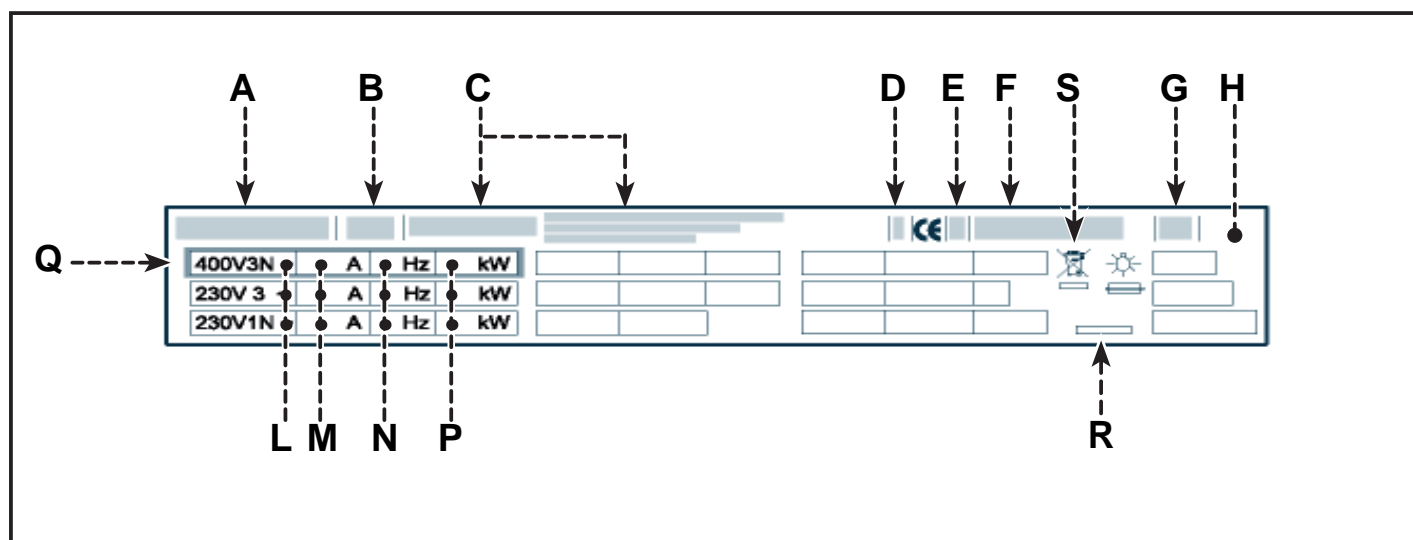 A B C D E F S G H
CE
Q 400V3N A Hz kW
230V 3 A Hz kW
230V1N A Hz kW
L M N P R